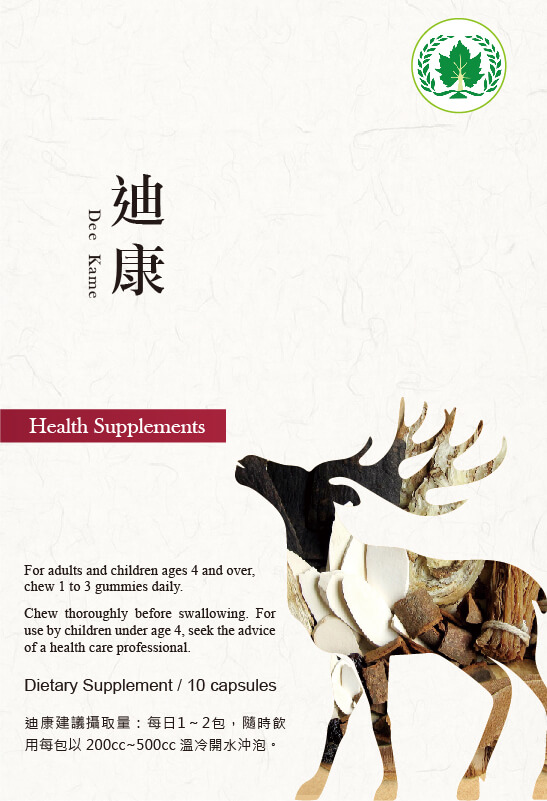 迪康
Dee Kame
Health Supplements
For adults and children ages 4 and over,
chew 1 to 3 gummies daily.
Chew thoroughly before swallowing. For
use by children under age 4, seek the advice
of a health care professional.
Dietary Supplement / 10 capsules
迪康建議攝取量：每日1～2包，隨時飲
用每包以 200cc~500cc 溫冷開水沖泡。